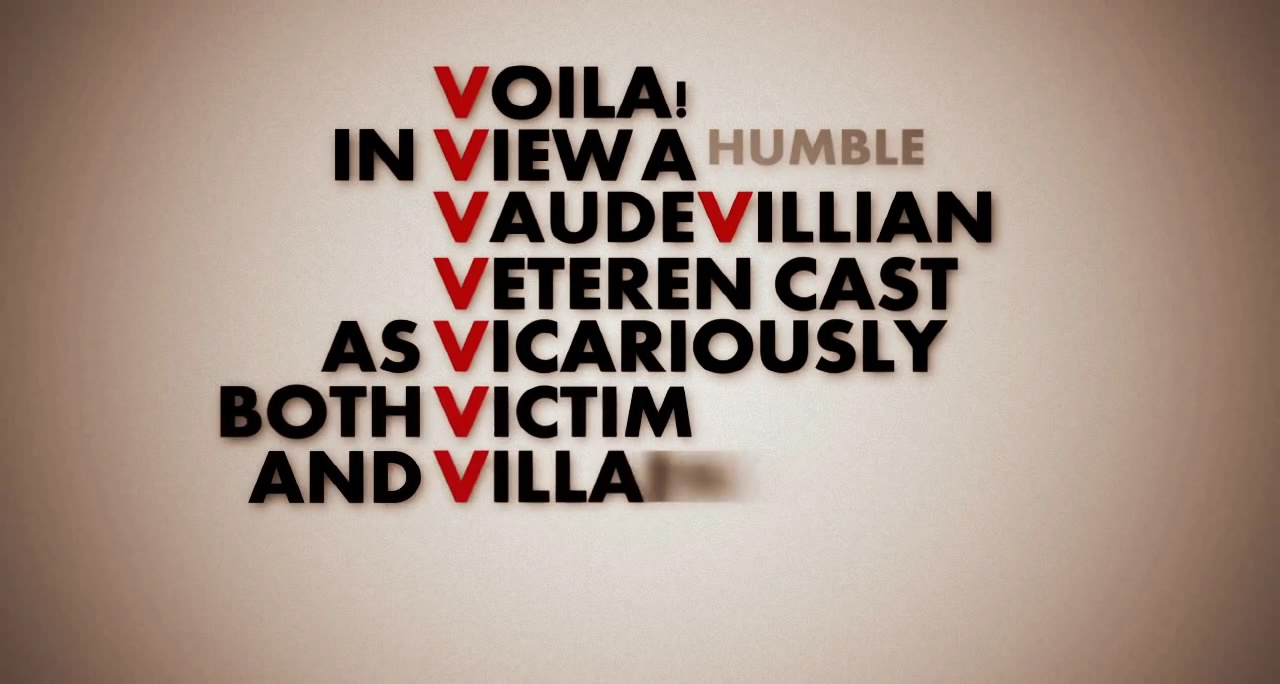 VOILA!
IN VIEW A HUMBLE
VAUDEVILLIAN
VETEREN CAST
AS VICARIOUSLY
BOTH VICTIM
AND VILLA